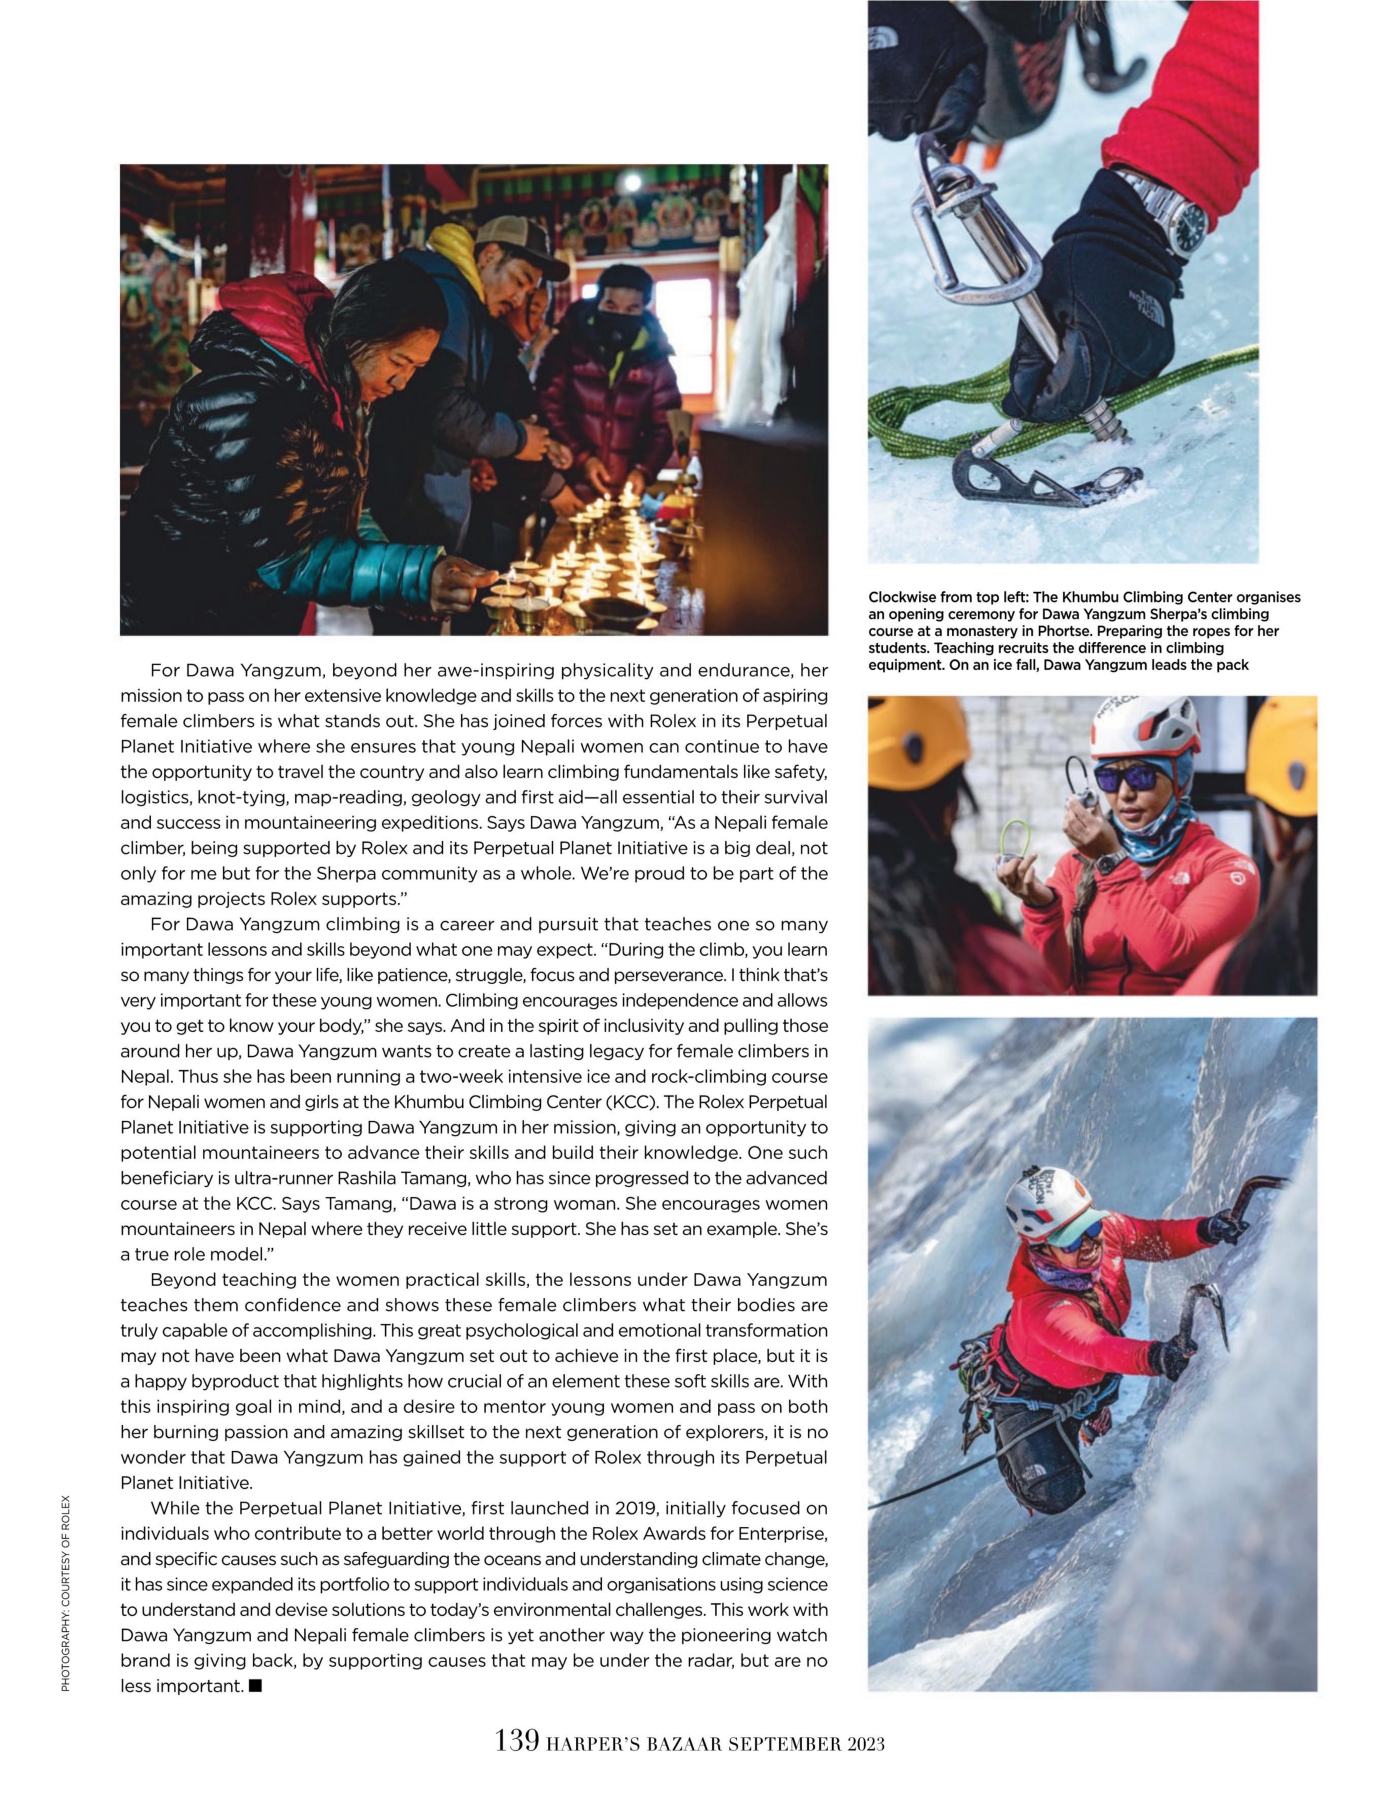 Clockwise from top left: The Khumbu Climbing Center organises
an opening ceremony for Dawa Yangzum Sherpa's climbing
course at a monastery in Phortse. Preparing the ropes for her
students. Teaching recruits the difference in climbing
equipment. On an ice fall, Dawa Yangzum leads the pack
For Dawa Yangzum, beyond her awe-inspiring physicality and endurance, her
mission to pass on her extensive knowledge and skills to the next generation of aspiring
female climbers is what stands out. She has joined forces with Rolex in its Perpetual
Planet Initiative where she ensures that young Nepali women can continue to have
the opportunity to travel the country and also learn climbing fundamentals like safety,
logistics, knot-tying, map-reading, geology and first aid—all essential to their survival
and success in mountaineering expeditions. Says Dawa Yangzum, “As a Nepali female
climber, being supported by Rolex and its Perpetual Planet Initiative is a big deal, not
only for me but for the Sherpa community as a whole. We’re proud to be part of the
amazing projects Rolex supports.”
For Dawa Yangzum climbing is a career and pursuit that teaches one so many
important lessons and skills beyond what one may expect. “During the climb, you learn
so many things for your life, like patience, struggle, focus and perseverance. I think that’s
very important for these young women. Climbing encourages independence and allows
you to get to know your body,” she says. And in the spirit of inclusivity and pulling those
around her up, Dawa Yangzum wants to create a lasting legacy for female climbers in
Nepal. Thus she has been running a two-week intensive ice and rock-climbing course
for Nepali women and girls at the Khumbu Climbing Center (KCC). The Rolex Perpetual
Planet Initiative is supporting Dawa Yangzum in her mission, giving an opportunity to
potential mountaineers to advance their skills and build their knowledge. One such
beneficiary is ultra-runner Rashila Tamang, who has since progressed to the advanced
course at the KCC. Says Tamang, “Dawa is a strong woman. She encourages women
mountaineers in Nepal where they receive little support. She has set an example. She’s
a true role model.”
Beyond teaching the women practical skills, the lessons under Dawa Yangzum
teaches them confidence and shows these female climbers what their bodies are
truly capable of accomplishing. This great psychological and emotional transformation
may not have been what Dawa Yangzum set out to achieve in the first place, but it is
a happy byproduct that highlights how crucial of an element these soft skills are. With
this inspiring goal in mind, and a desire to mentor young women and pass on both
her burning passion and amazing skillset to the next generation of explorers, it is no
wonder that Dawa Yangzum has gained the support of Rolex through its Perpetual
Planet Initiative.
While the Perpetual Planet Initiative, first launched in 2019, initially focused on
individuals who contribute to a better world through the Rolex Awards for Enterprise,
and specific causes such as safeguarding the oceans and understanding climate change,
it has since expanded its portfolio to support individuals and organisations using science
to understand and devise solutions to today’s environmental challenges. This work with
Dawa Yangzum and Nepali female climbers is yet another way the pioneering watch
brand is giving back, by supporting causes that may be under the radar, but are no
less important. ■
PHOTOGRAPHY: COURTESY OF ROLEX
139 HARPER’S BAZAAR SEPTEMBER 2023